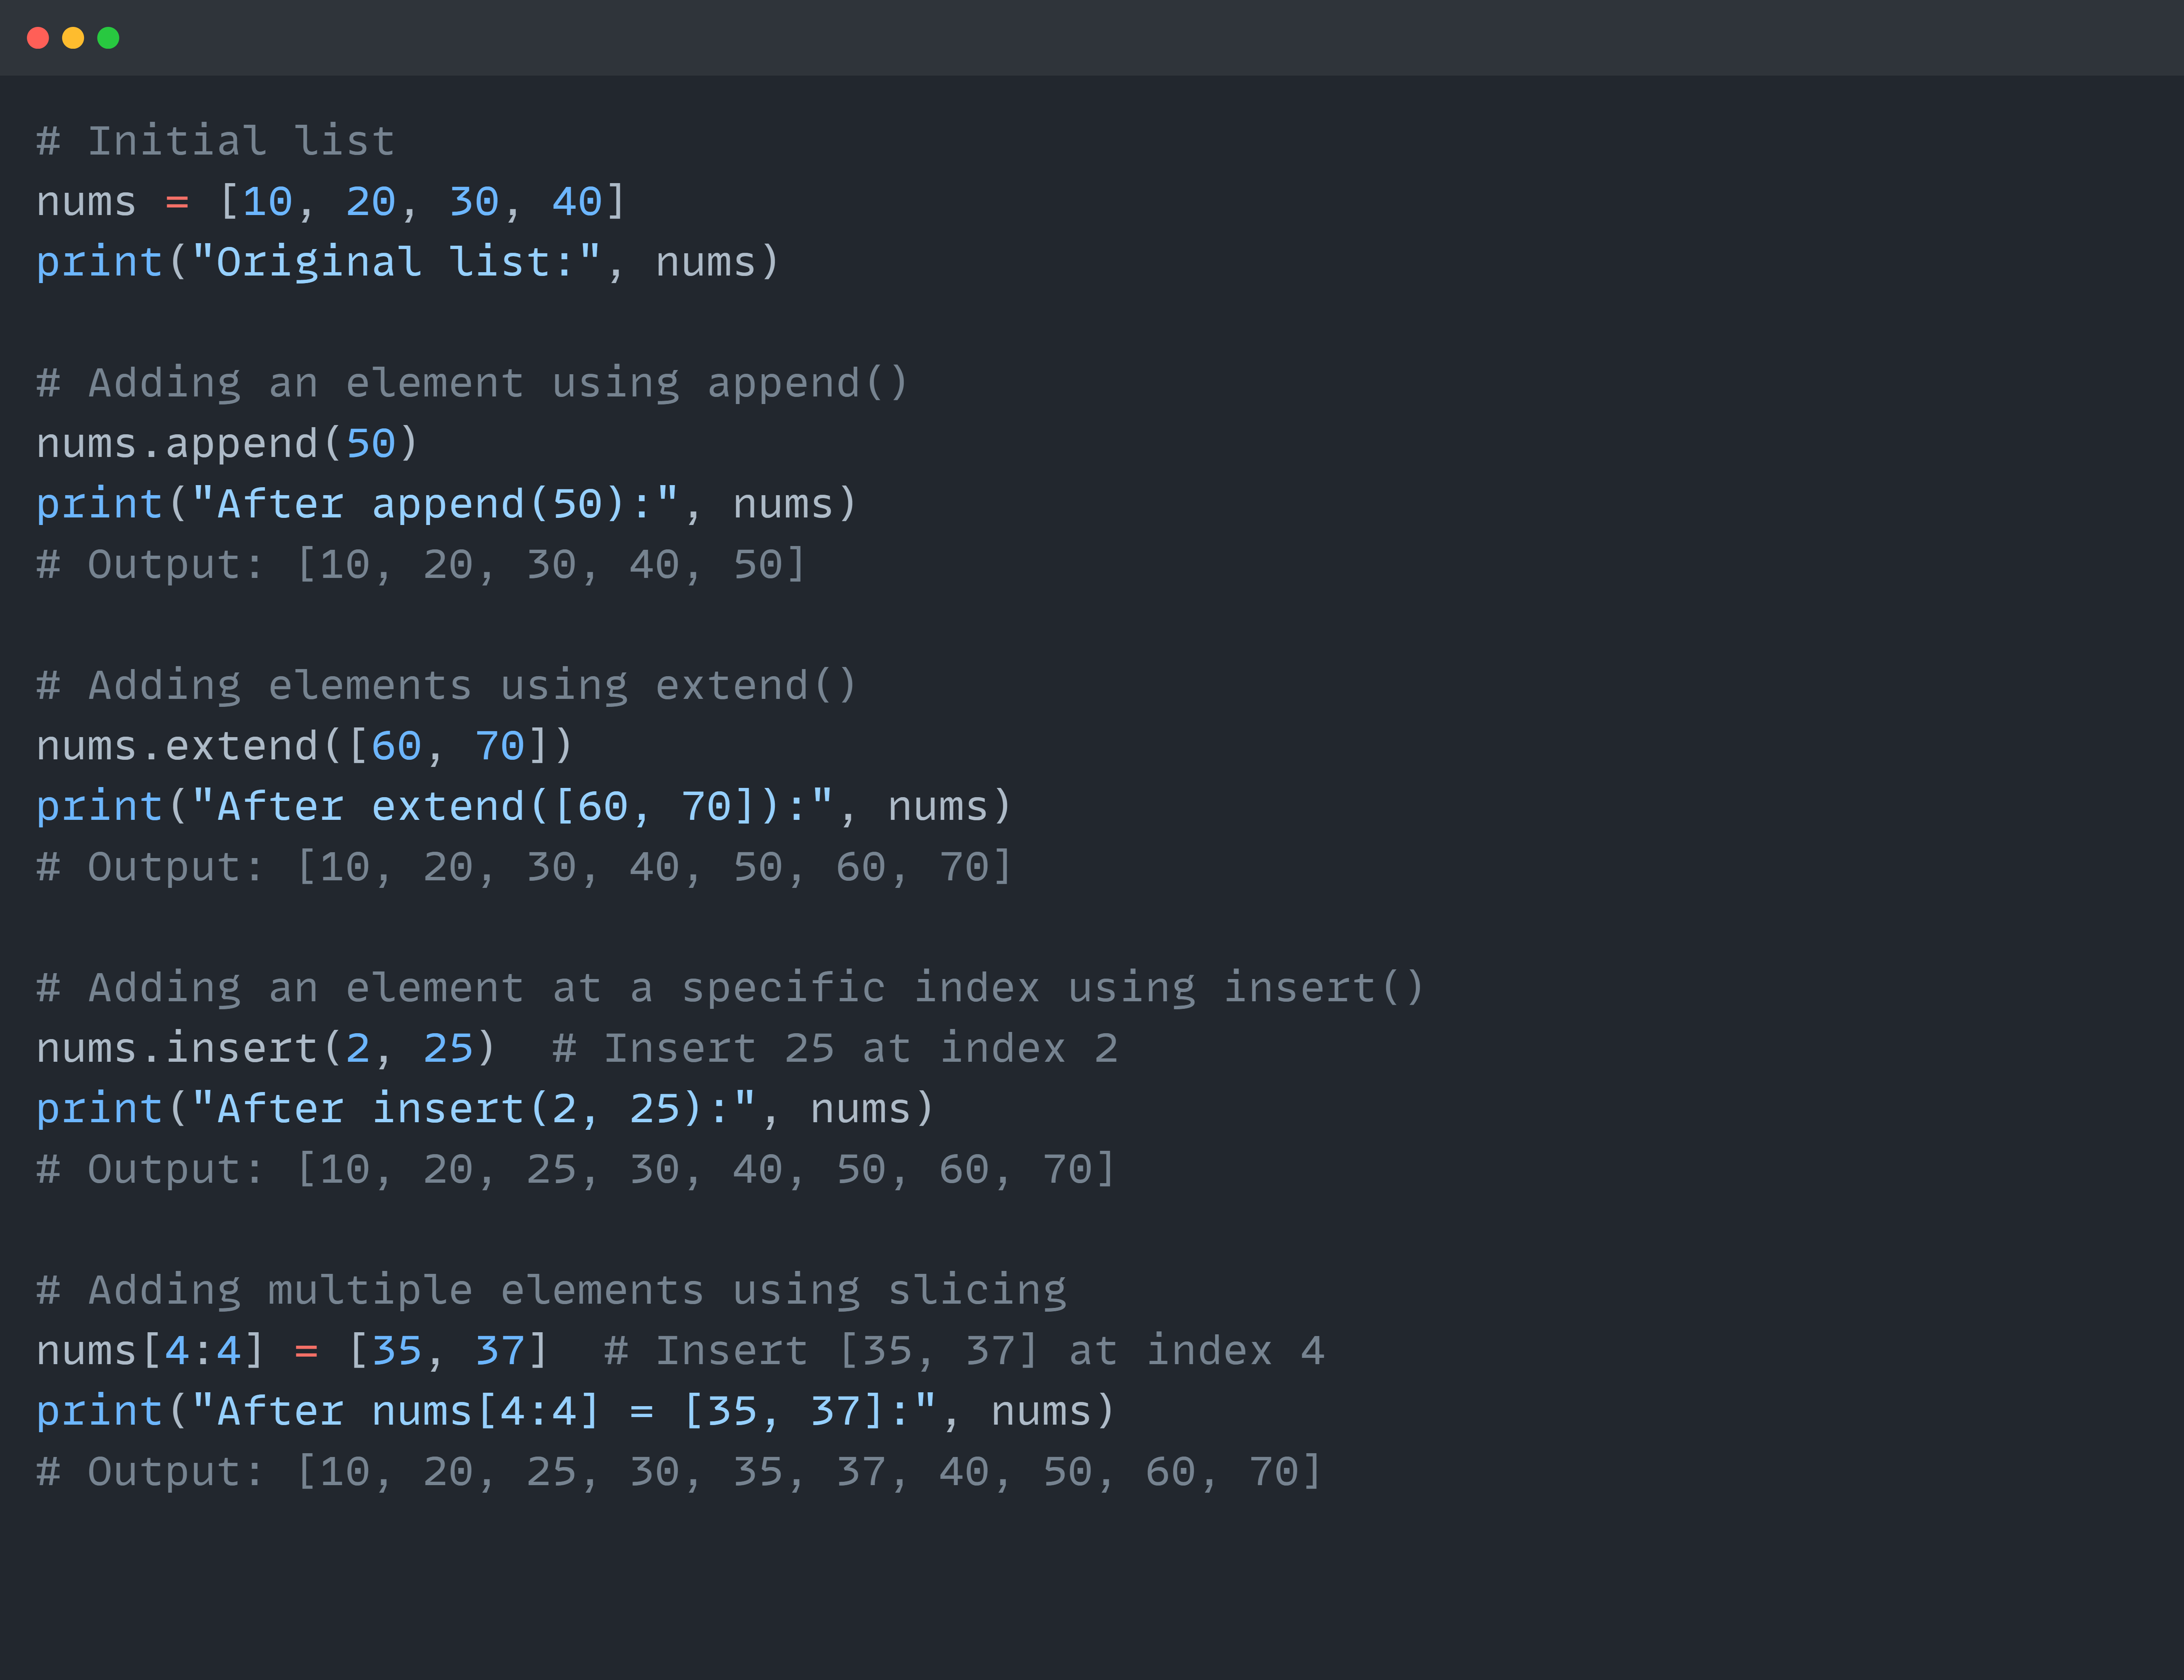 # Initial list
nums = [10, 20, 30, 40]
print("Original list:", nums)
# Adding an element using append()
nums.append(50)
print("After append(50):", nums)
# Output: [10, 20, 30, 40, 50]
# Adding elements using extend()
nums.extend([60, 70])
print("After extend([60, 70]):", nums)
# Output: [10, 20, 30, 40, 50, 60, 70]
# Adding an element at a specific index using insert()
nums.insert(2, 25)  # Insert 25 at index 2
print("After insert(2, 25):", nums)
# Output: [10, 20, 25, 30, 40, 50, 60, 70]
# Adding multiple elements using slicing
nums[4:4] = [35, 37]  # Insert [35, 37] at index 4
print("After nums[4:4] = [35, 37]:", nums)
# Output: [10, 20, 25, 30, 35, 37, 40, 50, 60, 70]